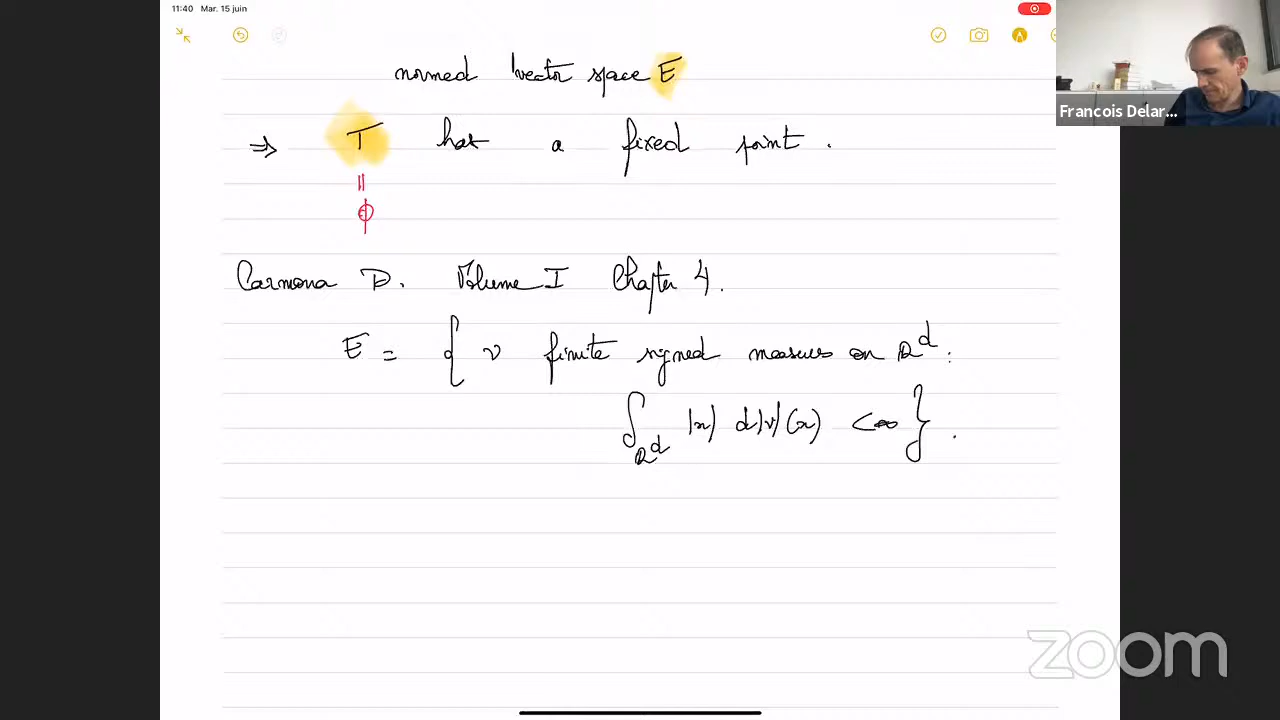 11:40 Mar. 15 juin
normed vector space E
⇒ T has a fixed point.
||
Φ
Francois Delar...
Carmona D. Volume I Chapter 4.
E = { ν finite signed measures on ℝ^d :
∫_{ℝ^d} |x| d|ν|(x) < ∞ }.
zoom